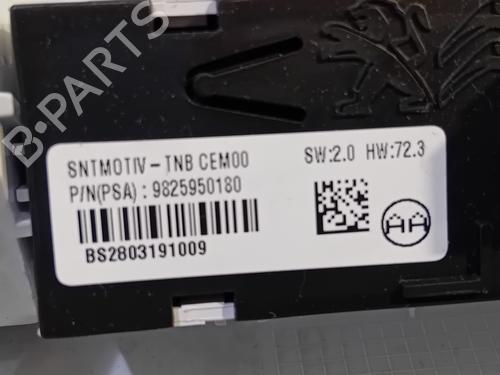 B-PARTS
SNTMOTIV-TNB CEM00
SW:2.0 HW:72.3
P/N(PSA) : 9825950180
BS2803191009
AA